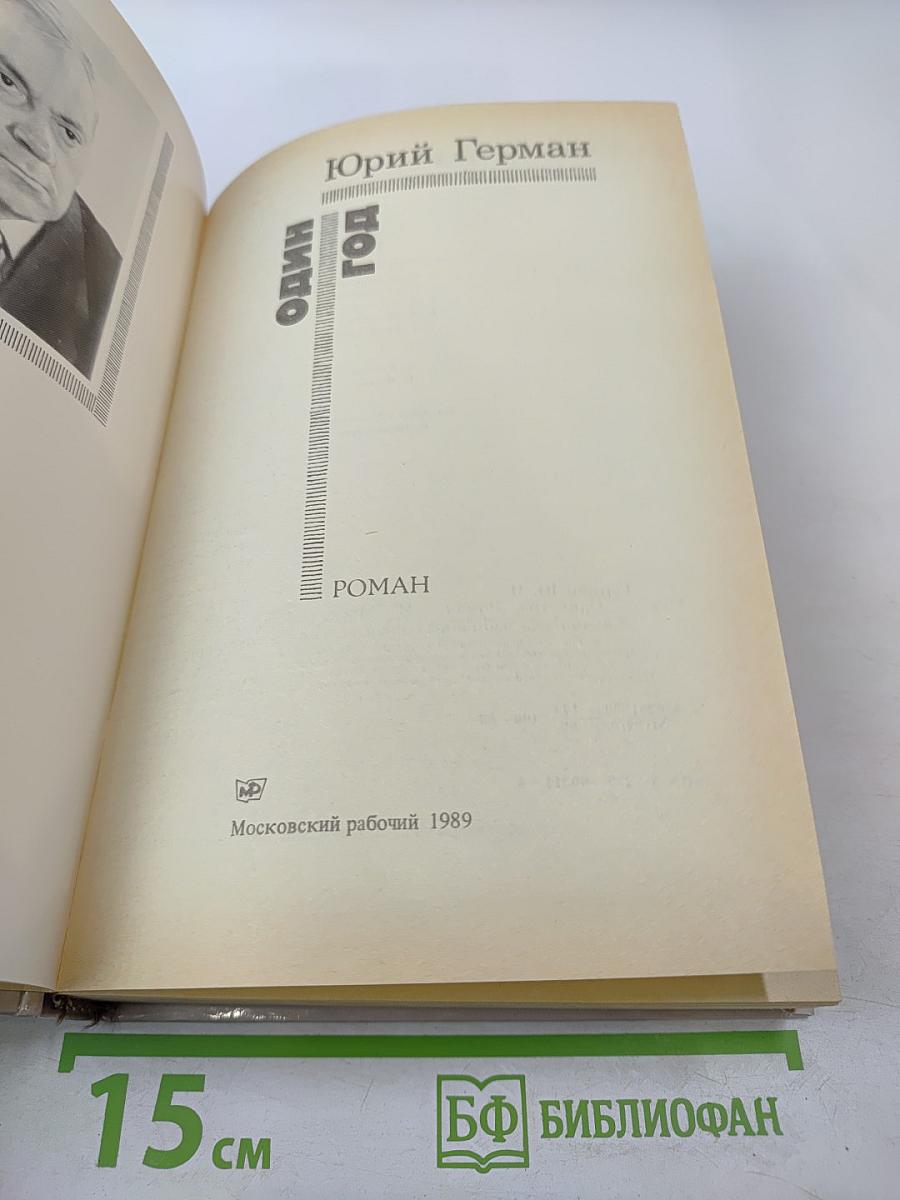 Юрий Герман
ОДИН
ГОД
РОМАН
МР
Московский рабочий 1989
15 см
БФ БИБЛИОФАН